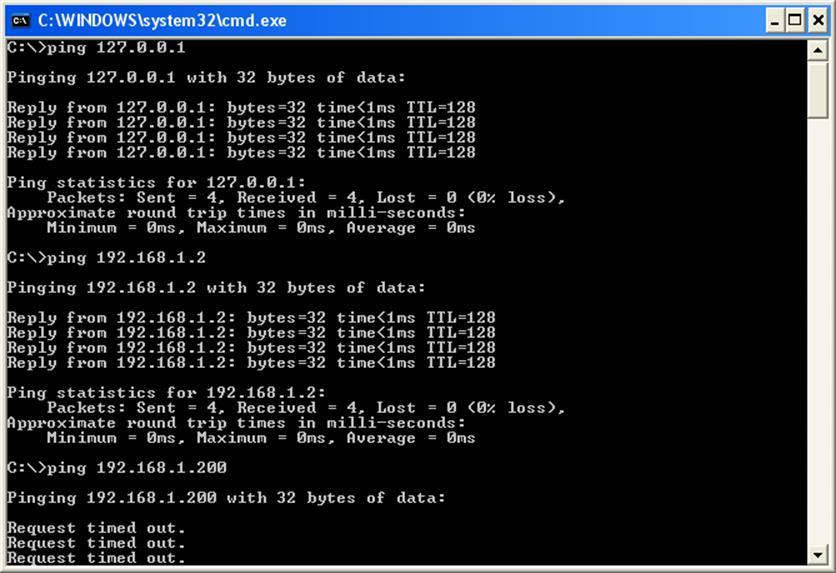 C:\WINDOWS\system32\cmd.exe
C:\>ping 127.0.0.1
Pinging 127.0.0.1 with 32 bytes of data:
Reply from 127.0.0.1: bytes=32 time<1ms TTL=128
Reply from 127.0.0.1: bytes=32 time<1ms TTL=128
Reply from 127.0.0.1: bytes=32 time<1ms TTL=128
Reply from 127.0.0.1: bytes=32 time<1ms TTL=128
Ping statistics for 127.0.0.1:
    Packets: Sent = 4, Received = 4, Lost = 0 (0% loss),
Approximate round trip times in milli-seconds:
    Minimum = 0ms, Maximum = 0ms, Average = 0ms
C:\>ping 192.168.1.2
Pinging 192.168.1.2 with 32 bytes of data:
Reply from 192.168.1.2: bytes=32 time<1ms TTL=128
Reply from 192.168.1.2: bytes=32 time<1ms TTL=128
Reply from 192.168.1.2: bytes=32 time<1ms TTL=128
Reply from 192.168.1.2: bytes=32 time<1ms TTL=128
Ping statistics for 192.168.1.2:
    Packets: Sent = 4, Received = 4, Lost = 0 (0% loss),
Approximate round trip times in milli-seconds:
    Minimum = 0ms, Maximum = 0ms, Average = 0ms
C:\>ping 192.168.1.200
Pinging 192.168.1.200 with 32 bytes of data:
Request timed out.
Request timed out.
Request timed out.